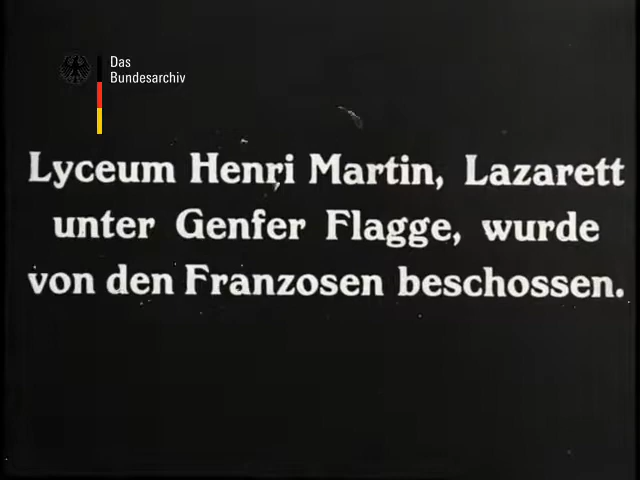 Das
Bundesarchiv
Lyceum Henri Martin, Lazarett
unter Genfer Flagge, wurde
von den Franzosen beschossen.